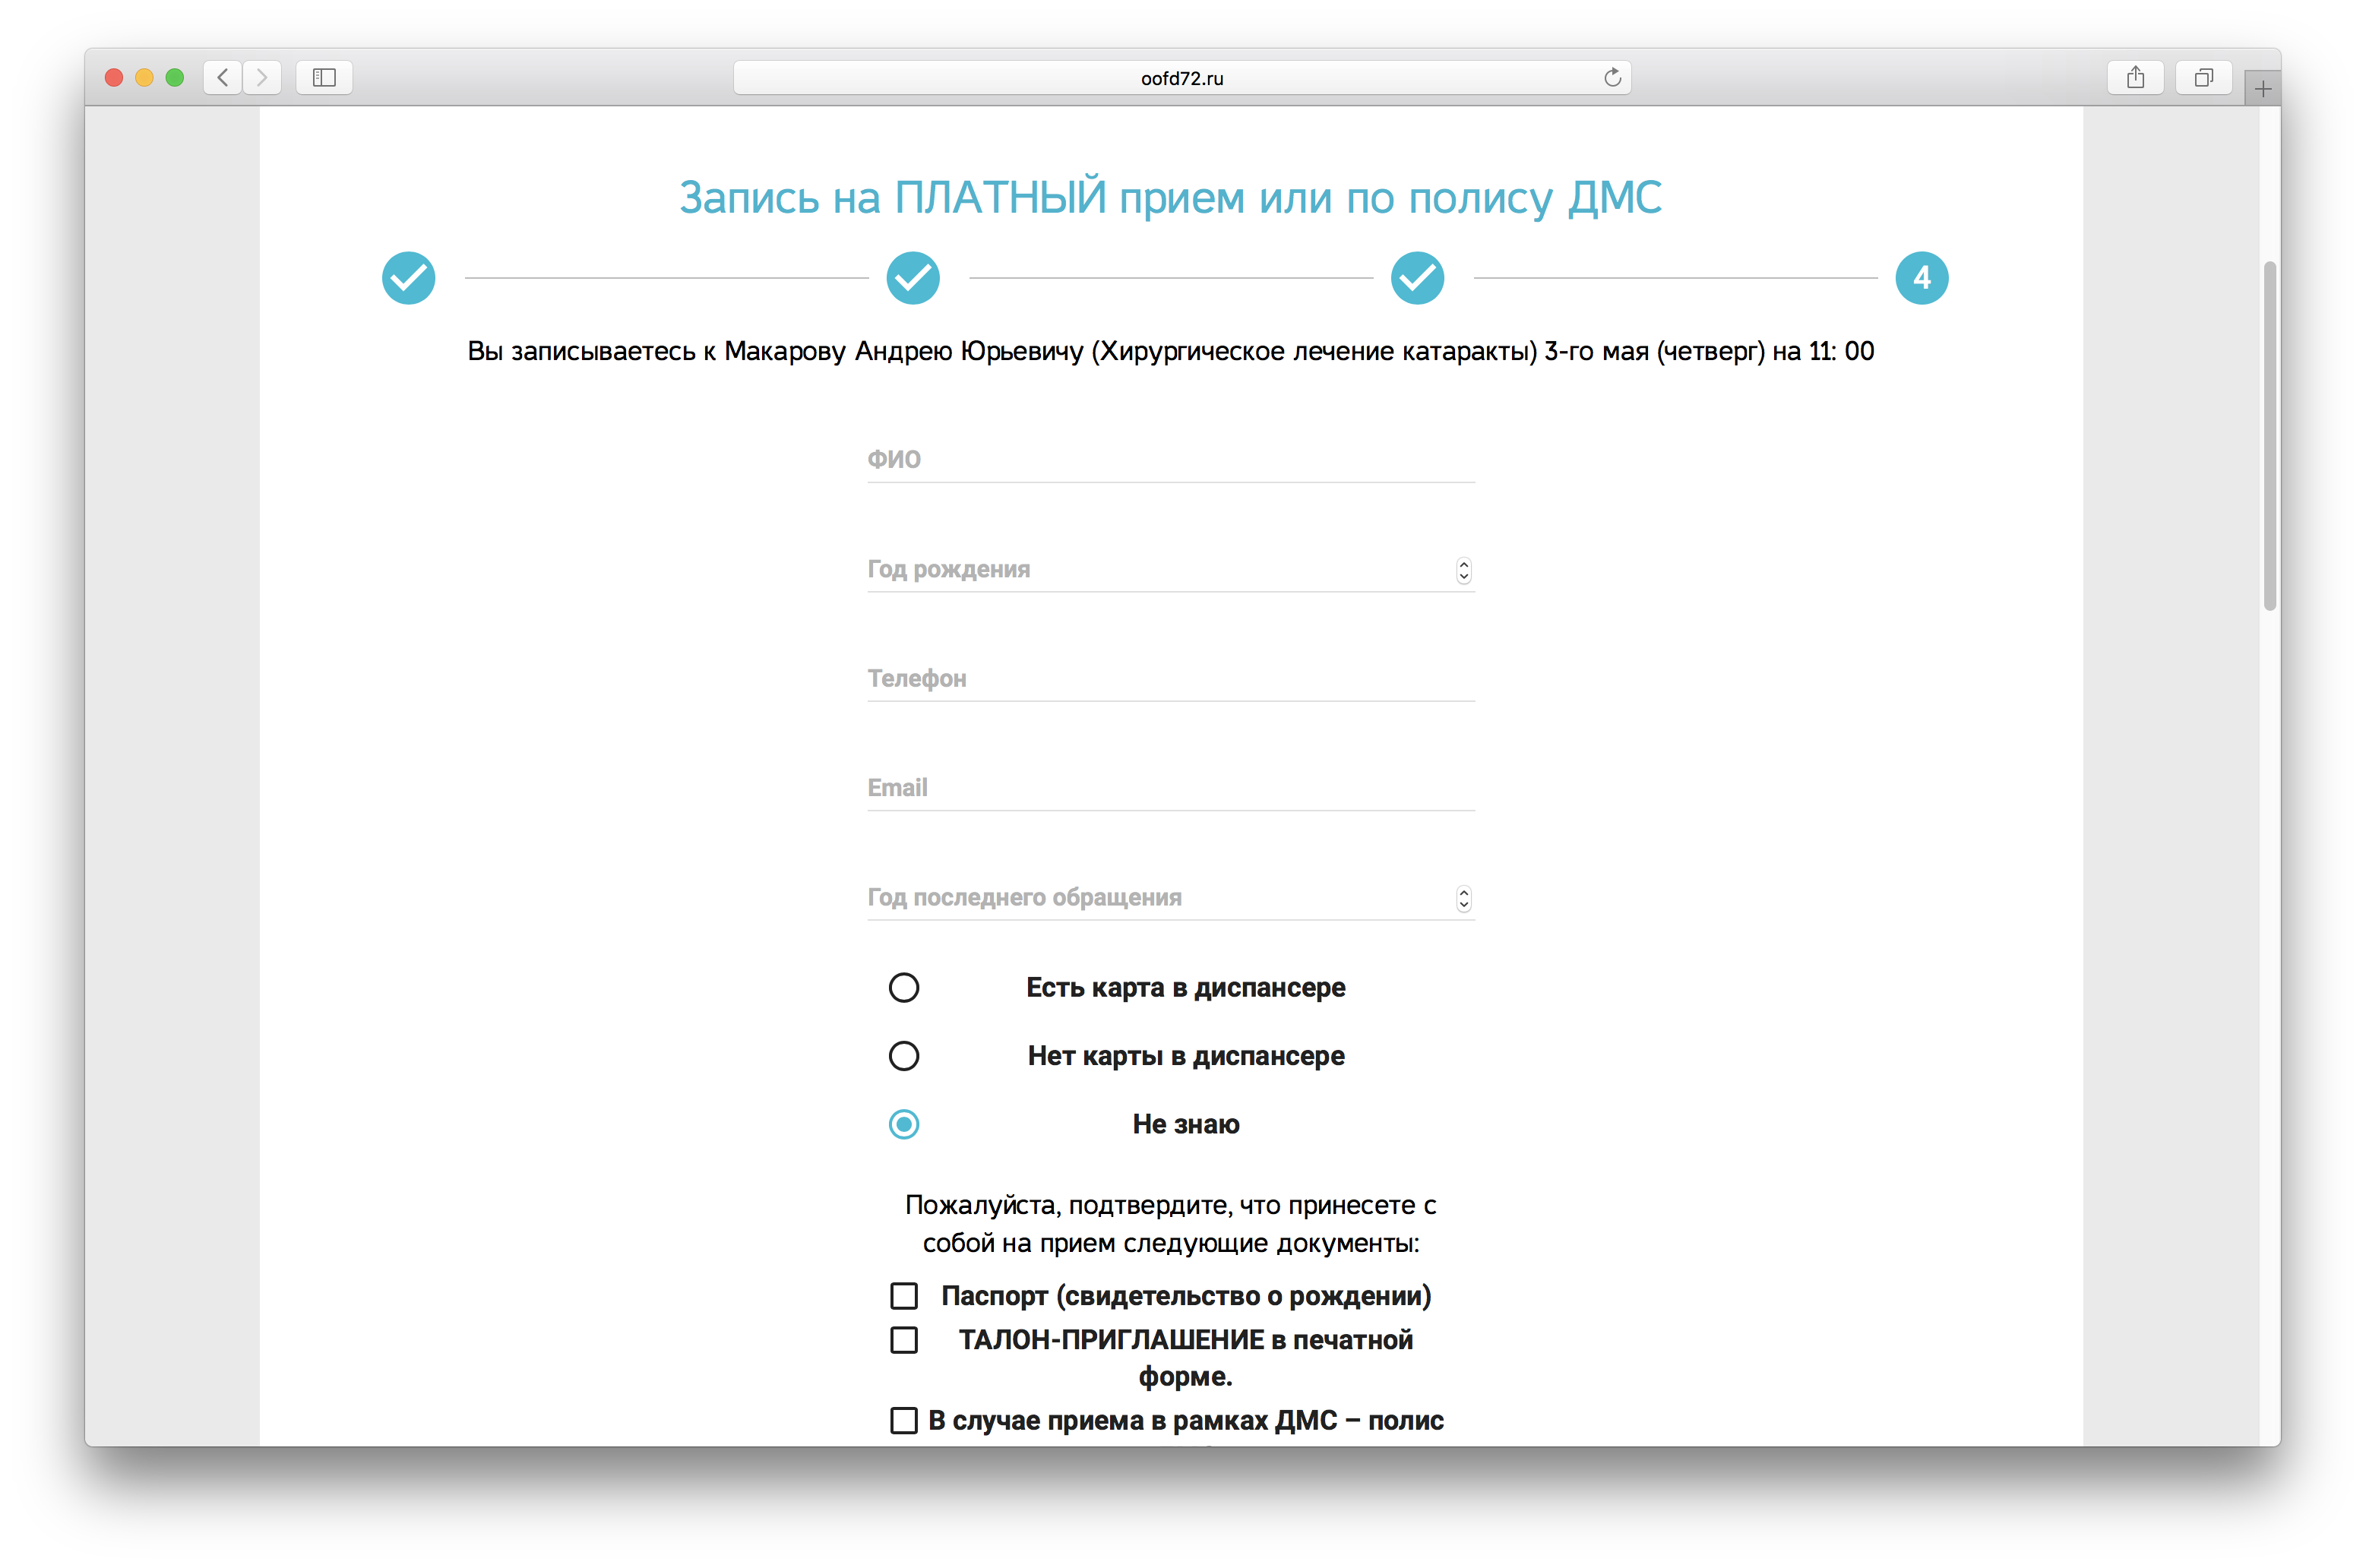 oofd72.ru
Запись на ПЛАТНЫЙ прием или по полису ДМС
4
Вы записываетесь к Макарову Андрею Юрьевичу (Хирургическое лечение катаракты) 3-го мая (четверг) на 11: 00
ФИО
Год рождения
Телефон
Email
Год последнего обращения
Есть карта в диспансере
Нет карты в диспансере
Не знаю
Пожалуйста, подтвердите, что принесете с
собой на прием следующие документы:
Паспорт (свидетельство о рождении)
ТАЛОН-ПРИГЛАШЕНИЕ в печатной
форме.
В случае приема в рамках ДМС – полис